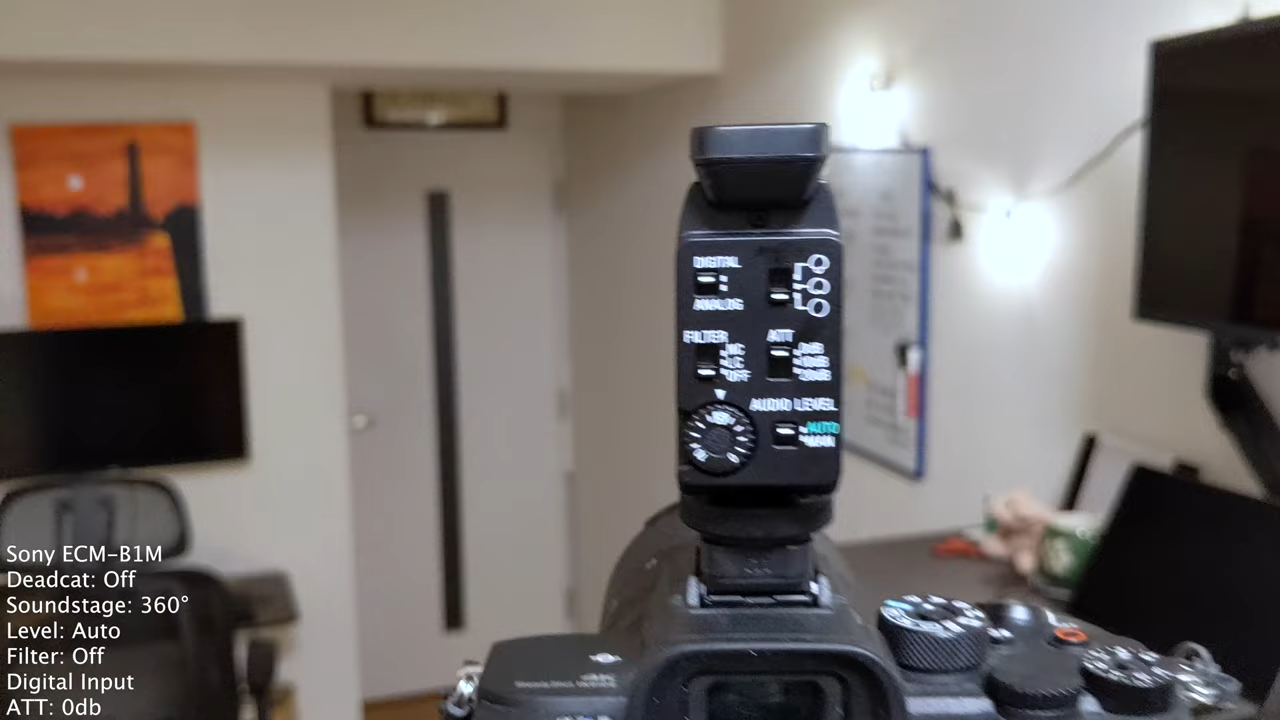 DIGITAL
ANALOG
FILTER
NC
LC
OFF
ATT
0dB
10dB
20dB
AUDIO LEVEL
AUTO
MAN
Sony ECM-B1M
Deadcat: Off
Soundstage: 360°
Level: Auto
Filter: Off
Digital Input
ATT: 0db